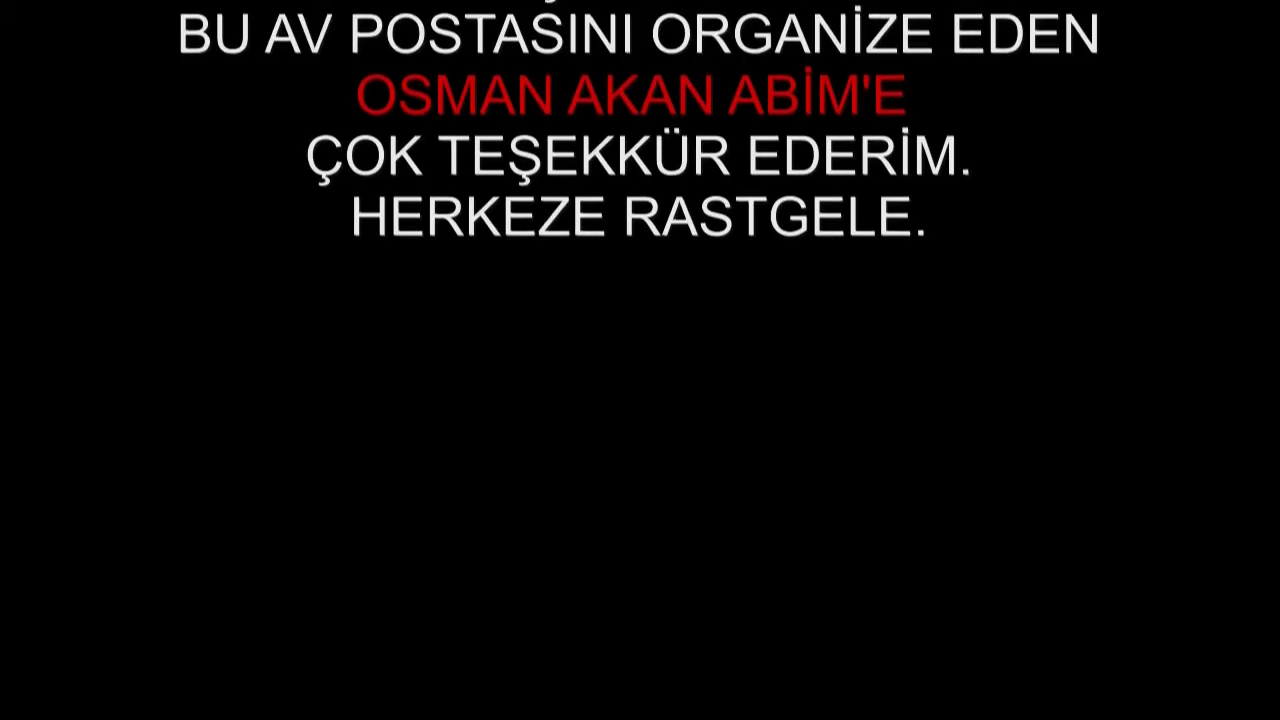 BU AV POSTASINI ORGANİZE EDEN
OSMAN AKAN ABİM'E
ÇOK TEŞEKKÜR EDERİM.
HERKEZE RASTGELE.